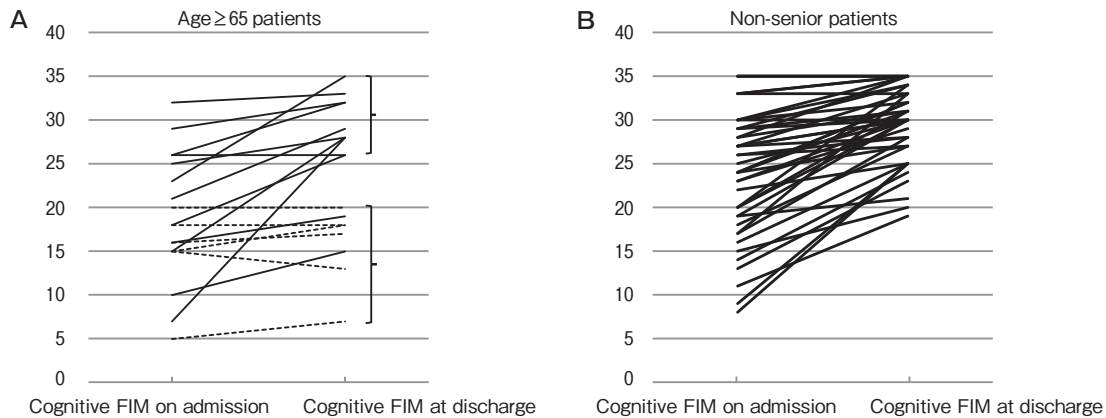 A
Age ≥ 65 patients
40
35
30
25
20
15
10
5
0
Cognitive FIM on admission
Cognitive FIM at discharge
B
Non-senior patients
40
35
30
25
20
15
10
5
0
Cognitive FIM on admission
Cognitive FIM at discharge